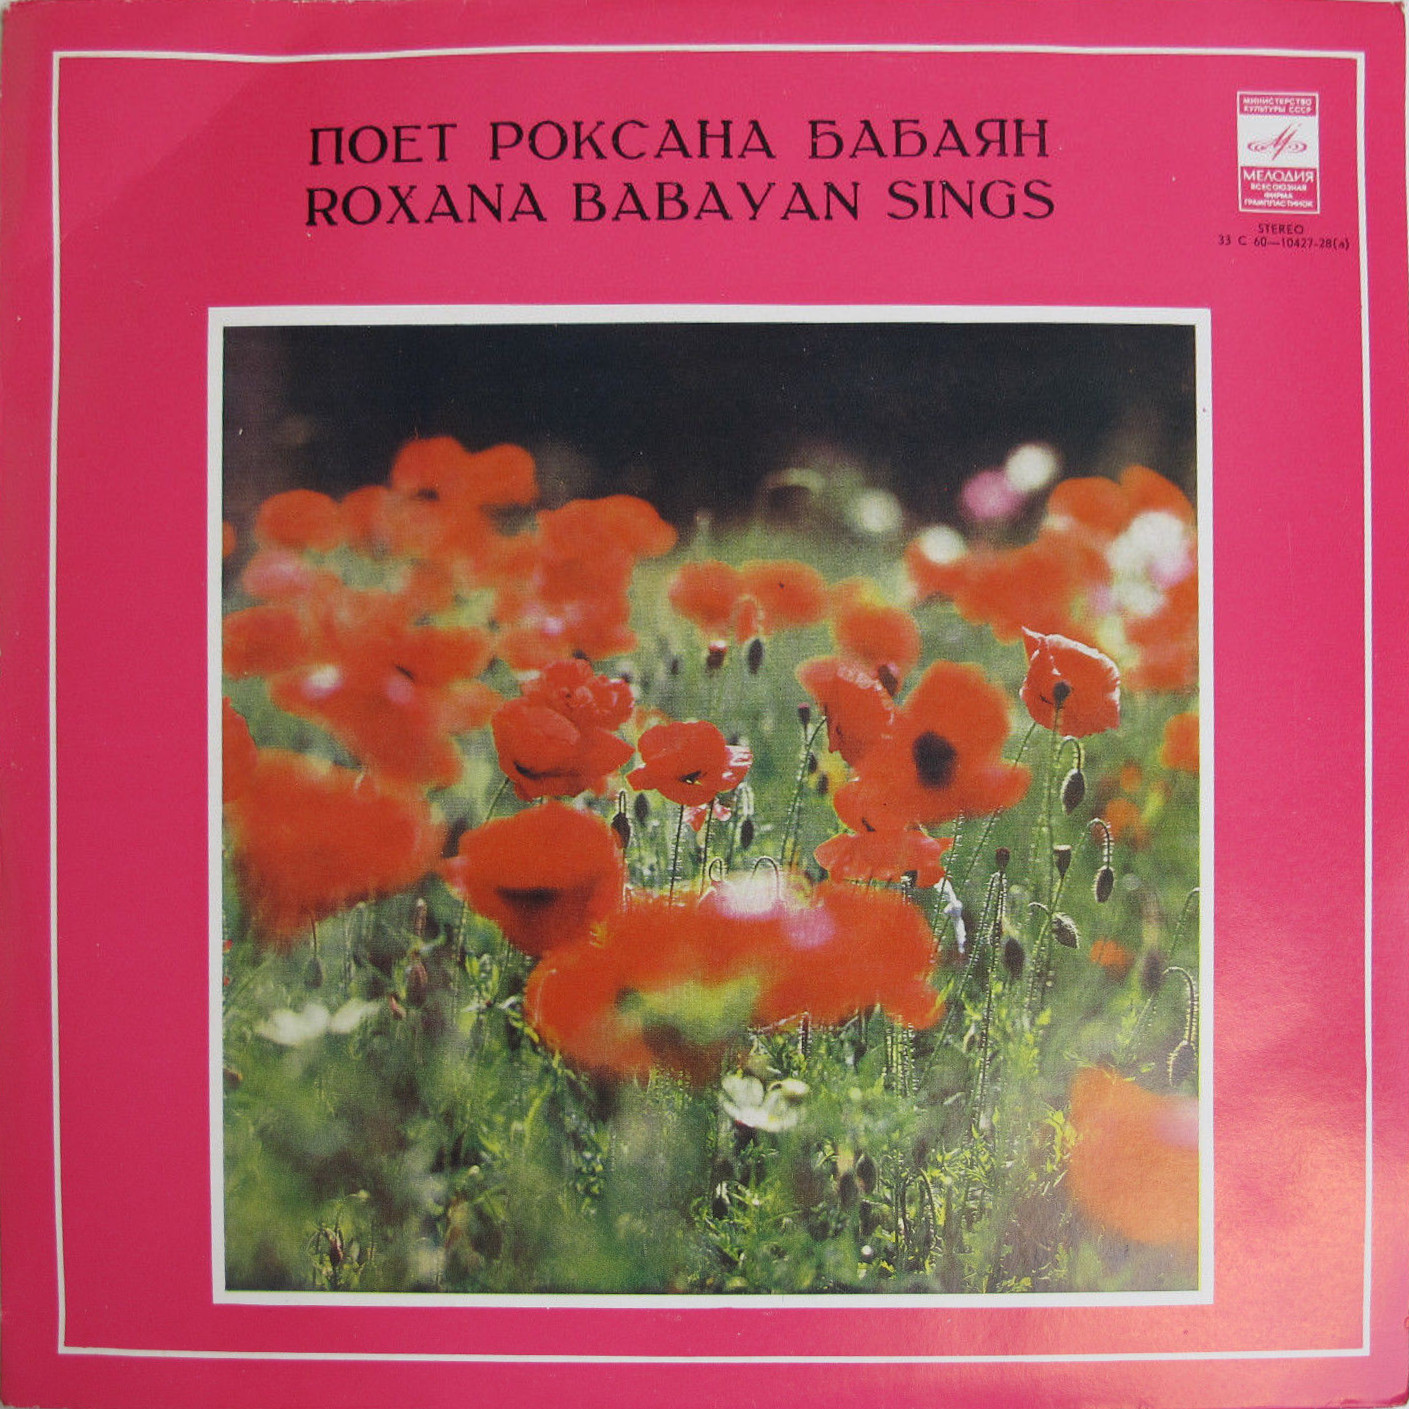 ПОЕТ РОКСАНА БАБАЯН
ROXANA BABAYAN SINGS
МИНИСТЕРСТВО
КУЛЬТУРЫ СССР
МЕЛОДИЯ
ВСЕСОЮЗНАЯ
ФИРМА
ГРАМПЛАСТИНОК
STEREO
33 С 60—10427-28(а)